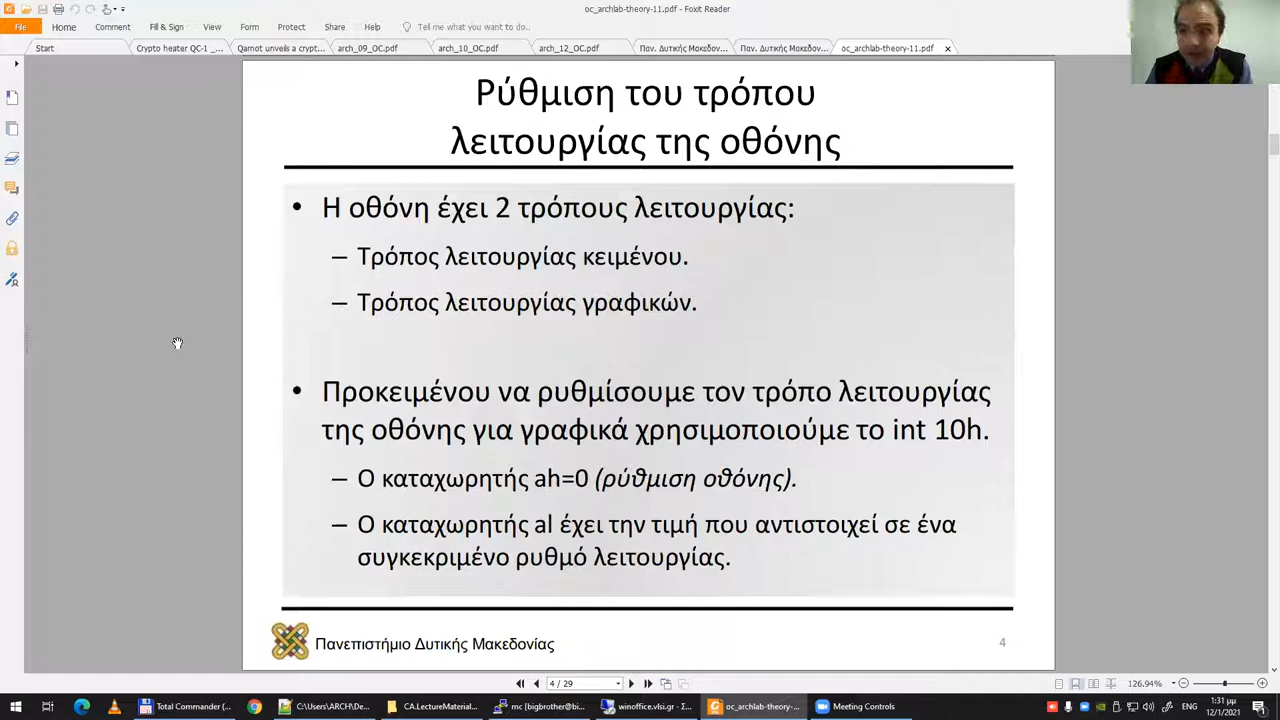 oc_archlab-theory-11.pdf - Foxit Reader
File Home Comment Fill & Sign View Form Protect Share Help Tell me what you want to do..
Start Crypto heater QC-1 _... Qarnot unveils a crypt... arch_09_OC.pdf arch_10_OC.pdf arch_12_OC.pdf Παν. Δυτικής Μακεδον... Παν. Δυτικής Μακεδον... oc_archlab-theory-11.pdf
Ρύθμιση του τρόπου
λειτουργίας της οθόνης
• Η οθόνη έχει 2 τρόπους λειτουργίας:
– Τρόπος λειτουργίας κειμένου.
– Τρόπος λειτουργίας γραφικών.
• Προκειμένου να ρυθμίσουμε τον τρόπο λειτουργίας
της οθόνης για γραφικά χρησιμοποιούμε το int 10h.
– Ο καταχωρητής ah=0 (ρύθμιση οθόνης).
– Ο καταχωρητής al έχει την τιμή που αντιστοιχεί σε ένα
συγκεκριμένο ρυθμό λειτουργίας.
Πανεπιστήμιο Δυτικής Μακεδονίας
4
4 / 29
126.94%
Total Commander (... C:\Users\ARCH\Des... CA.LectureMaterial... mc [bigbrother@bi... winoffice.vlsi.gr - Σ... oc_archlab-theory-... Meeting Controls
1:31 μμ
12/1/2021